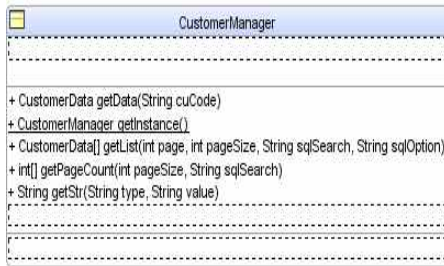 CustomerManager
+ CustomerData getData(String cuCode)
+ CustomerManager getInstance()
+ CustomerData[] getList(int page, int pageSize, String sqlSearch, String sqlOption)
+ int[] getPageCount(int pageSize, String sqlSearch)
+ String getStr(String type, String value)